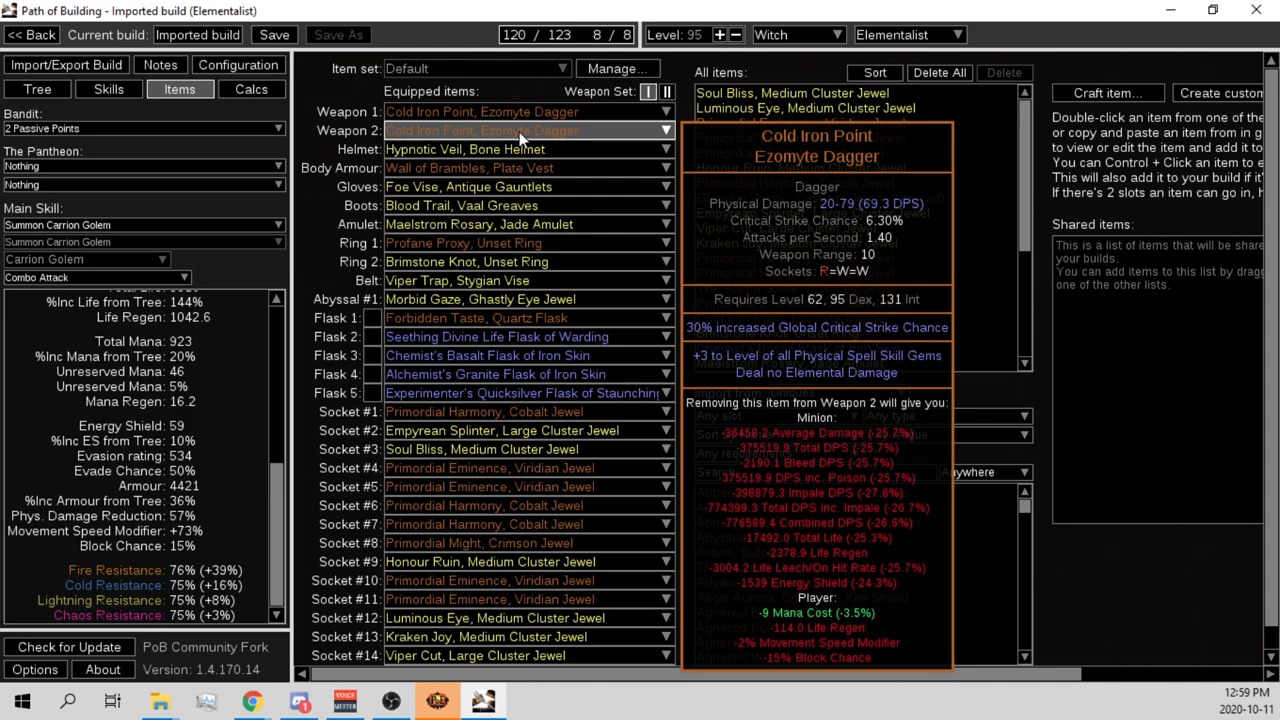 Path of Building - Imported build (Elementalist)
<< Back Current build: Imported build Save Save As 120 / 123 8 / 8 Level: 95 Witch Elementalist
Import/Export Build Notes Configuration
Tree Skills Items Calcs
Bandit:
2 Passive Points
The Pantheon:
Nothing
Nothing
Main Skill:
Summon Carrion Golem
Summon Carrion Golem
Carrion Golem
Combo Attack
%Inc Life from Tree: 144%
Life Regen: 1042.6
Total Mana: 923
%Inc Mana from Tree: 20%
Unreserved Mana: 46
Unreserved Mana: 5%
Mana Regen: 16.2
Energy Shield: 59
%Inc ES from Tree: 10%
Evasion rating: 534
Evade Chance: 50%
Armour: 4421
%Inc Armour from Tree: 36%
Phys. Damage Reduction: 57%
Movement Speed Modifier: +73%
Block Chance: 15%
Fire Resistance: 76% (+39%)
Cold Resistance: 75% (+16%)
Lightning Resistance: 75% (+8%)
Chaos Resistance: 75% (+3%)
Check for Update PoB Community Fork
Options About Version: 1.4.170.14
Item set: Default Manage...
Equipped items: Weapon Set: I II
Weapon 1: Cold Iron Point, Ezomyte Dagger
Weapon 2: Cold Iron Point, Ezomyte Dagger
Helmet: Hypnotic Veil, Bone Helmet
Body Armour: Wall of Brambles, Plate Vest
Gloves: Foe Vise, Antique Gauntlets
Boots: Blood Trail, Vaal Greaves
Amulet: Maelstrom Rosary, Jade Amulet
Ring 1: Profane Proxy, Unset Ring
Ring 2: Brimstone Knot, Unset Ring
Belt: Viper Trap, Stygian Vise
Abyssal #1: Morbid Gaze, Ghastly Eye Jewel
Flask 1: Forbidden Taste, Quartz Flask
Flask 2: Seething Divine Life Flask of Warding
Flask 3: Chemist's Basalt Flask of Iron Skin
Flask 4: Alchemist's Granite Flask of Iron Skin
Flask 5: Experimenter's Quicksilver Flask of Staunching
Socket #1: Primordial Harmony, Cobalt Jewel
Socket #2: Empyrean Splinter, Large Cluster Jewel
Socket #3: Soul Bliss, Medium Cluster Jewel
Socket #4: Primordial Eminence, Viridian Jewel
Socket #5: Primordial Eminence, Viridian Jewel
Socket #6: Primordial Harmony, Cobalt Jewel
Socket #7: Primordial Harmony, Cobalt Jewel
Socket #8: Primordial Might, Crimson Jewel
Socket #9: Honour Ruin, Medium Cluster Jewel
Socket #10: Primordial Eminence, Viridian Jewel
Socket #11: Primordial Eminence, Viridian Jewel
Socket #12: Luminous Eye, Medium Cluster Jewel
Socket #13: Kraken Joy, Medium Cluster Jewel
Socket #14: Viper Cut, Large Cluster Jewel
All items: Sort Delete All Delete
Soul Bliss, Medium Cluster Jewel
Luminous Eye, Medium Cluster Jewel
Cold Iron Point
Ezomyte Dagger
Dagger
Physical Damage: 20-79 (69.3 DPS)
Critical Strike Chance: 6.30%
Attacks per Second: 1.40
Weapon Range: 10
Sockets: R=W=W
Requires Level 62, 95 Dex, 131 Int
30% increased Global Critical Strike Chance
+3 to Level of all Physical Spell Skill Gems
Deal no Elemental Damage
Removing this item from Weapon 2 will give you:
Minion:
-36458.2 Average Damage (-25.7%)
-375519.9 Total DPS (-25.7%)
-2190.1 Bleed DPS (-25.7%)
-375519.9 DPS inc. Poison (-25.7%)
-398879.3 Impale DPS (-27.6%)
-774399.3 Total DPS inc. Impale (-26.7%)
-776589.4 Combined DPS (-26.6%)
-17492.0 Total Life (-25.3%)
-2378.9 Life Regen
-3004.2 Life Leech/On Hit Rate (-25.7%)
-1539 Energy Shield (-24.3%)
Player:
-9 Mana Cost (-3.5%)
-114.0 Life Regen
-2% Movement Speed Modifier
-15% Block Chance
Anywhere
Craft item... Create custom
Double-click an item from one of the
or copy and paste an item from in g
to view or edit the item and add it to
You can Control + Click an item to e
This will also add it to your build if i
If there's 2 slots an item can go in, h
Shared items:
This is a list of items that will be share
your builds.
You can add items to this list by dragg
one of the other lists.
12:59 PM
2020-10-11